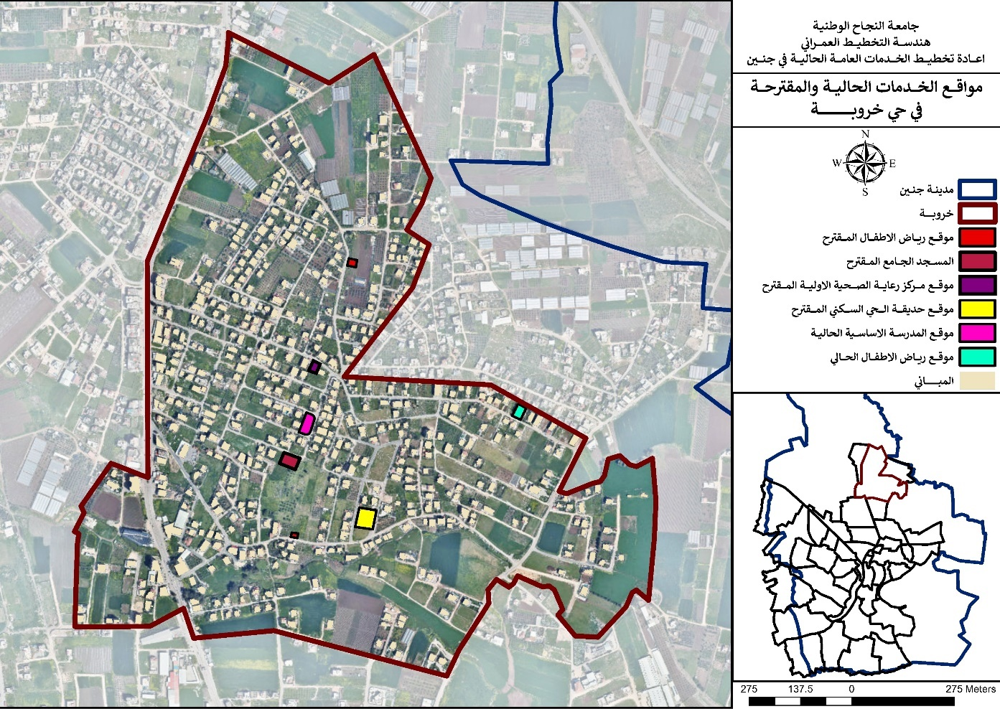 جامعة النجاح الوطنية
هندسة التخطيط العمراني
اعادة تخطيط الخدمات العامة الحالية في جنين
مواقع الخدمات الحالية والمقترحة
في حي خروبة
N
W E
S
مدينة جنين
خروبة
موقع رياض الاطفال المقترح
المسجد الجامع المقترح
موقع مركز رعاية الصحية الاولية المقترح
موقع حديقة الحي السكني المقترح
موقع المدرسة الاساسية الحالية
موقع رياض الاطفال الحالي
المباني
275 137.5 0 275 Meters